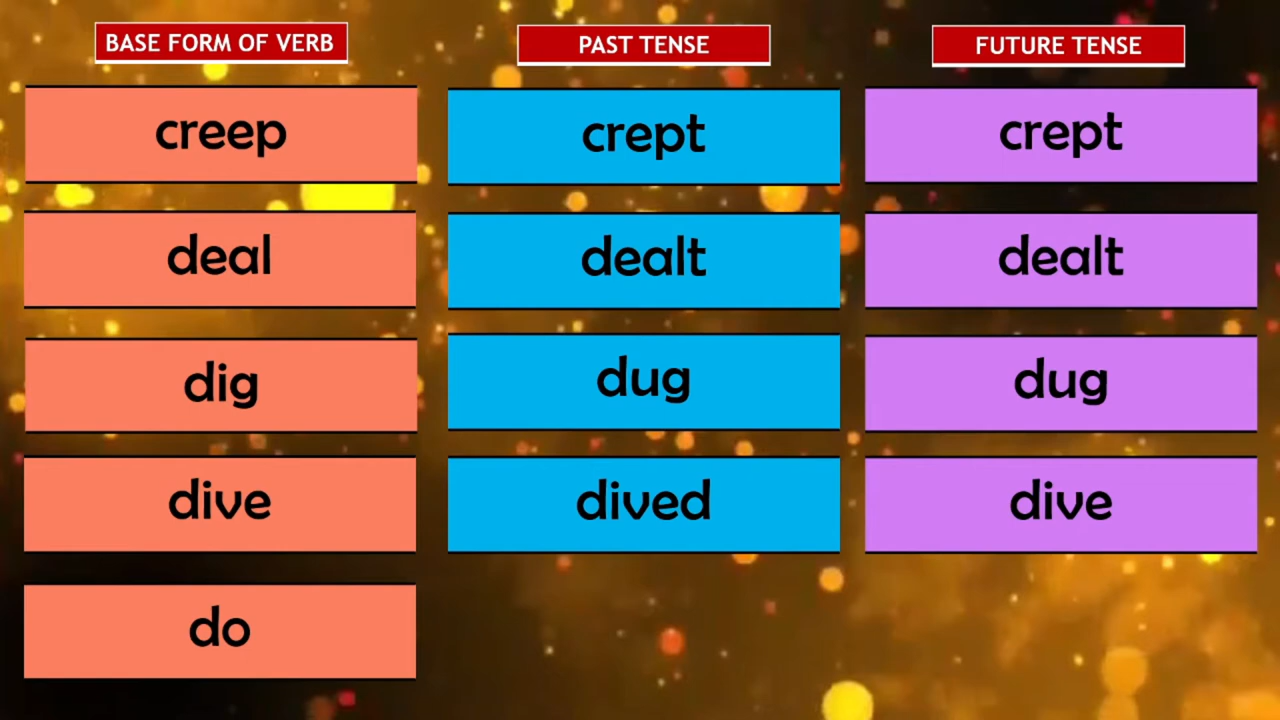 BASE FORM OF VERB
PAST TENSE
FUTURE TENSE
creep
crept
crept
deal
dealt
dealt
dig
dug
dug
dive
dived
dive
do